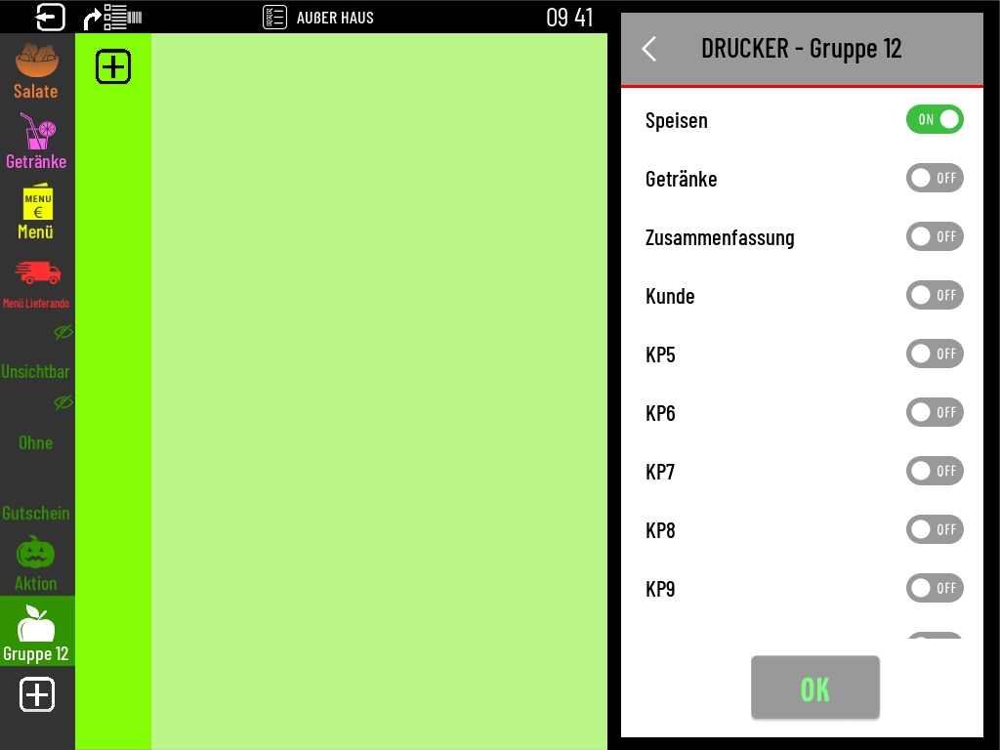 AUßER HAUS
09 41
Salate
Getränke
MENU
€
Menü
Menü Lieferando
Unsichtbar
Ohne
Gutschein
Aktion
Gruppe 12
DRUCKER - Gruppe 12
Speisen ON
Getränke OFF
Zusammenfassung OFF
Kunde OFF
KP5 OFF
KP6 OFF
KP7 OFF
KP8 OFF
KP9 OFF
OK